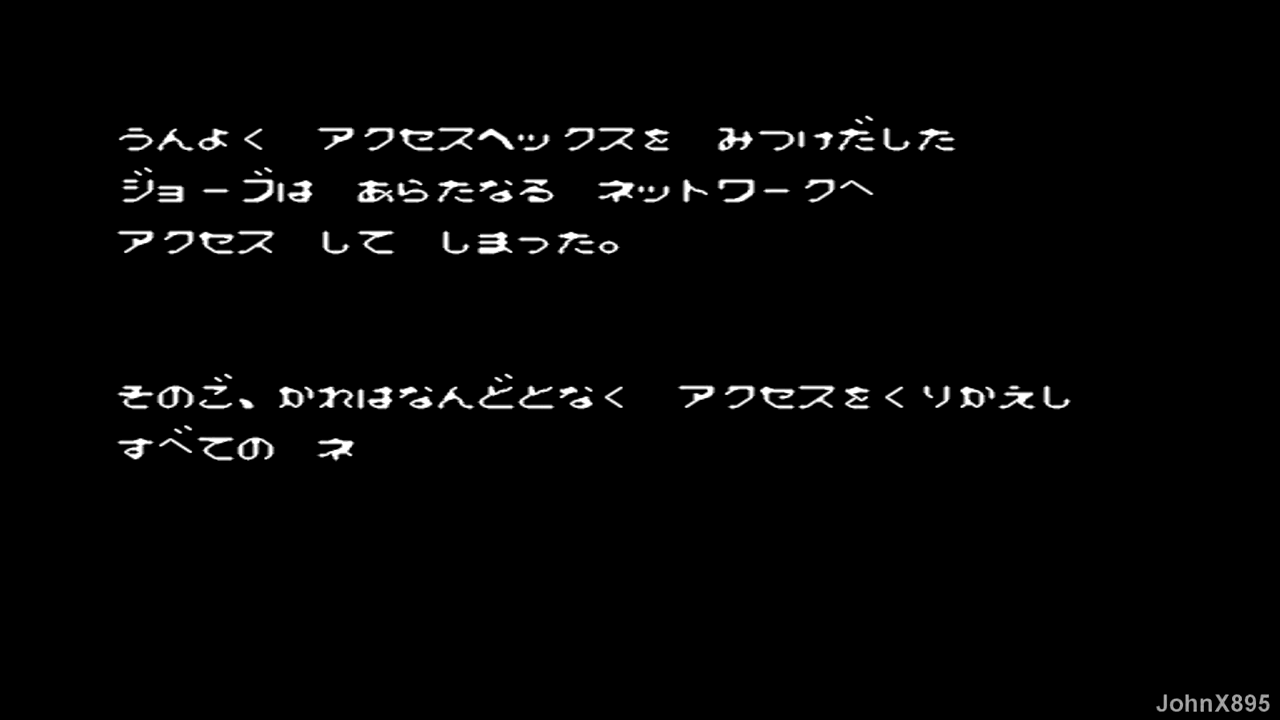 うんよく　アクセスヘックスを　みつけだした
ジョーブは　あらたなる　ネットワークへ
アクセス　して　しまった。
そのご、かれはなんどとなく　アクセスをくりかえし
すべての　ネ
JohnX895